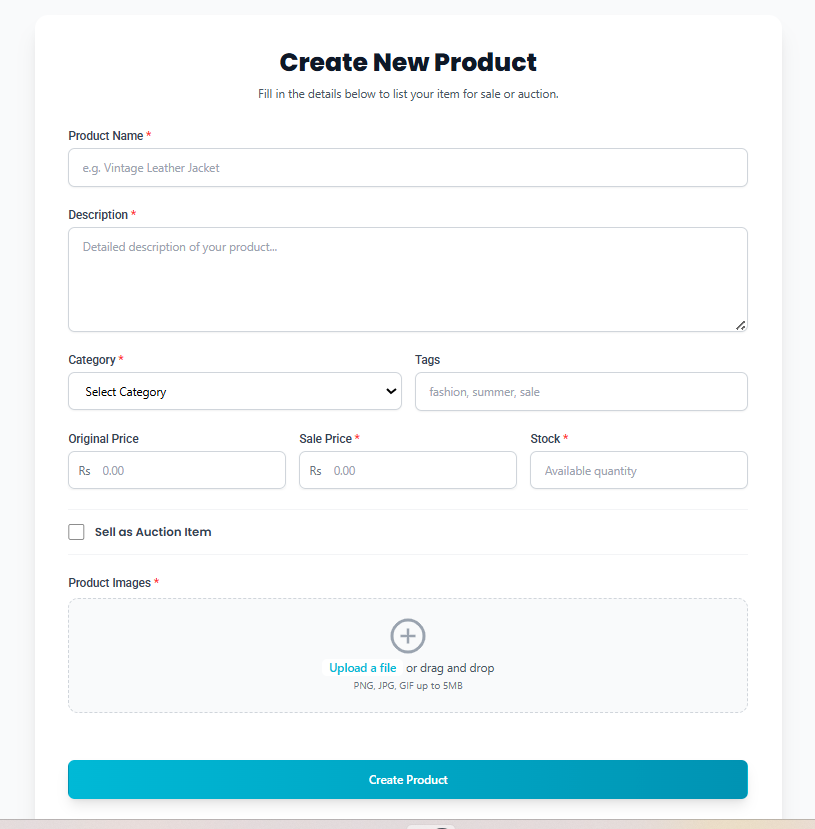 Create New Product
Fill in the details below to list your item for sale or auction.
Product Name *
e.g. Vintage Leather Jacket
Description *
Detailed description of your product...
Category * Tags
Select Category fashion, summer, sale
Original Price Sale Price * Stock *
Rs 0.00 Rs 0.00 Available quantity
Sell as Auction Item
Product Images *
Upload a file or drag and drop
PNG, JPG, GIF up to 5MB
Create Product